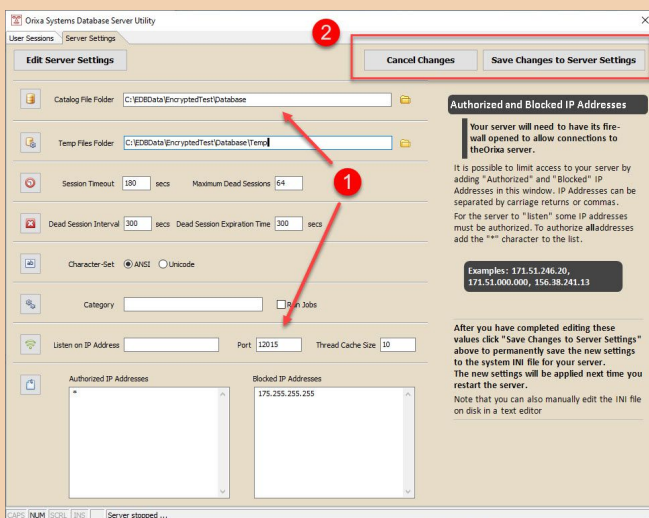 Orixa Systems Database Server Utility
2
User Sessions Server Settings
Edit Server Settings
Cancel Changes
Save Changes to Server Settings
Catalog File Folder C:\EDBData\EncryptedTest\Database
Temp Files Folder C:\EDBData\EncryptedTest\Database\Temp
1
Session Timeout 180 secs Maximum Dead Sessions 64
Dead Session Interval 300 secs Dead Session Expiration Time 300 secs
ab Character-Set ANSI Unicode
Category Run Jobs
Listen on IP Address Port 12015 Thread Cache Size 10
Authorized IP Addresses Blocked IP Addresses
* 175.255.255.255
Authorized and Blocked IP Addresses
Your server will need to have its fire-
wall opened to allow connections to
theOrixa server.
It is possible to limit access to your server by
adding "Authorized" and "Blocked" IP
Addresses in this window. IP Addresses can be
separated by carriage returns or commas.
For the server to "listen" some IP addresses
must be authorized. To authorize alladdresses
add the "*" character to the list.
Examples: 171.51.246.20,
171.51.000.000, 156.38.241.13
After you have completed editing these
values click "Save Changes to Server Settings"
above to permanently save the new settings
to the system INI file for your server.
The new settings will be applied next time you
restart the server.
Note that you can also manually edit the INI file
on disk in a text editor
CAPS NUM SCRL INS Server stopped ...